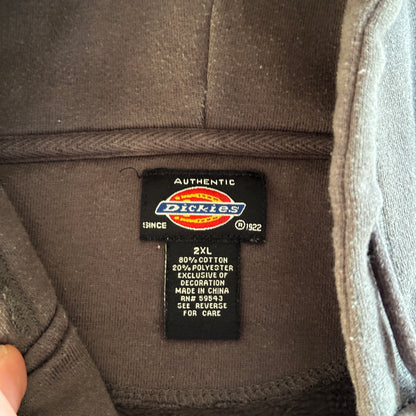 AUTHENTIC
Dickies
SINCE ® 1922
2XL
80% COTTON
20% POLYESTER
EXCLUSIVE OF
DECORATION
MADE IN CHINA
RN# 59543
SEE REVERSE
FOR CARE